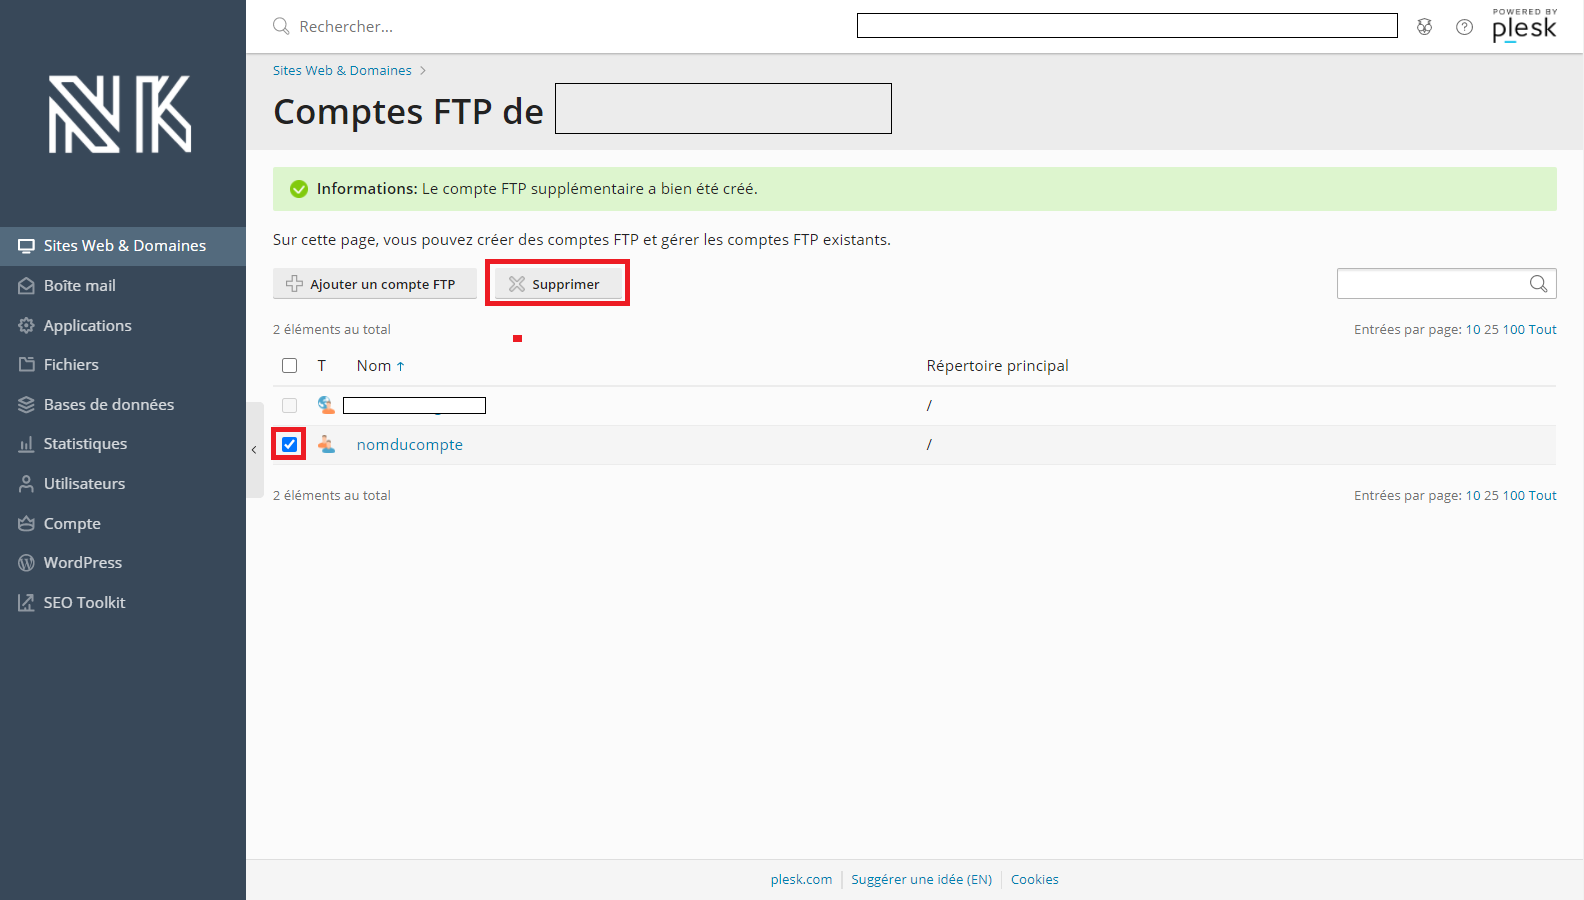 NK
Rechercher...
POWERED BY
plesk
Sites Web & Domaines
Comptes FTP de
Informations: Le compte FTP supplémentaire a bien été créé.
Sur cette page, vous pouvez créer des comptes FTP et gérer les comptes FTP existants.
Ajouter un compte FTP
Supprimer
2 éléments au total
Entrées par page: 10 25 100 Tout
T Nom ↑ Répertoire principal
/
nomducompte /
2 éléments au total
Entrées par page: 10 25 100 Tout
Sites Web & Domaines
Boîte mail
Applications
Fichiers
Bases de données
Statistiques
Utilisateurs
Compte
WordPress
SEO Toolkit
plesk.com
Suggérer une idée (EN)
Cookies